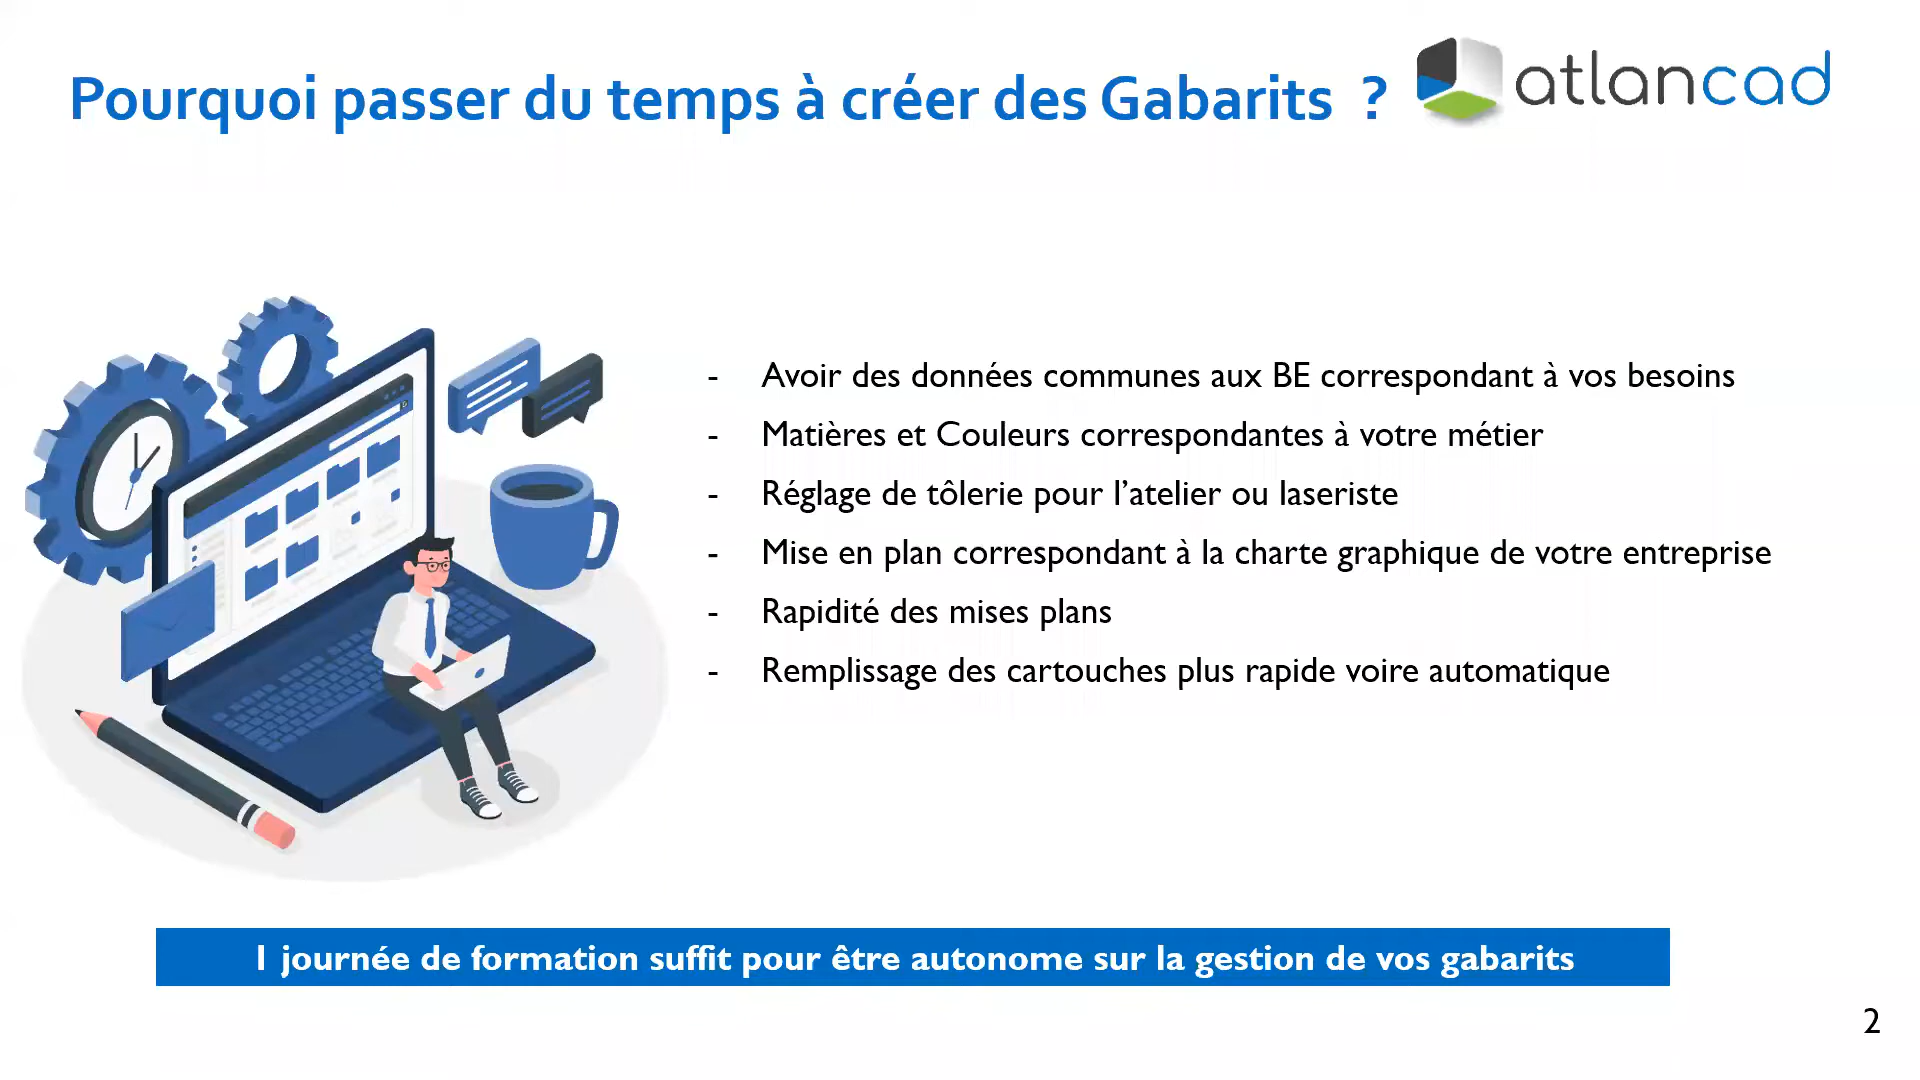 Pourquoi passer du temps à créer des Gabarits ?
atlancad
- Avoir des données communes aux BE correspondant à vos besoins
- Matières et Couleurs correspondantes à votre métier
- Réglage de tôlerie pour l’atelier ou laseriste
- Mise en plan correspondant à la charte graphique de votre entreprise
- Rapidité des mises plans
- Remplissage des cartouches plus rapide voire automatique
1 journée de formation suffit pour être autonome sur la gestion de vos gabarits
2